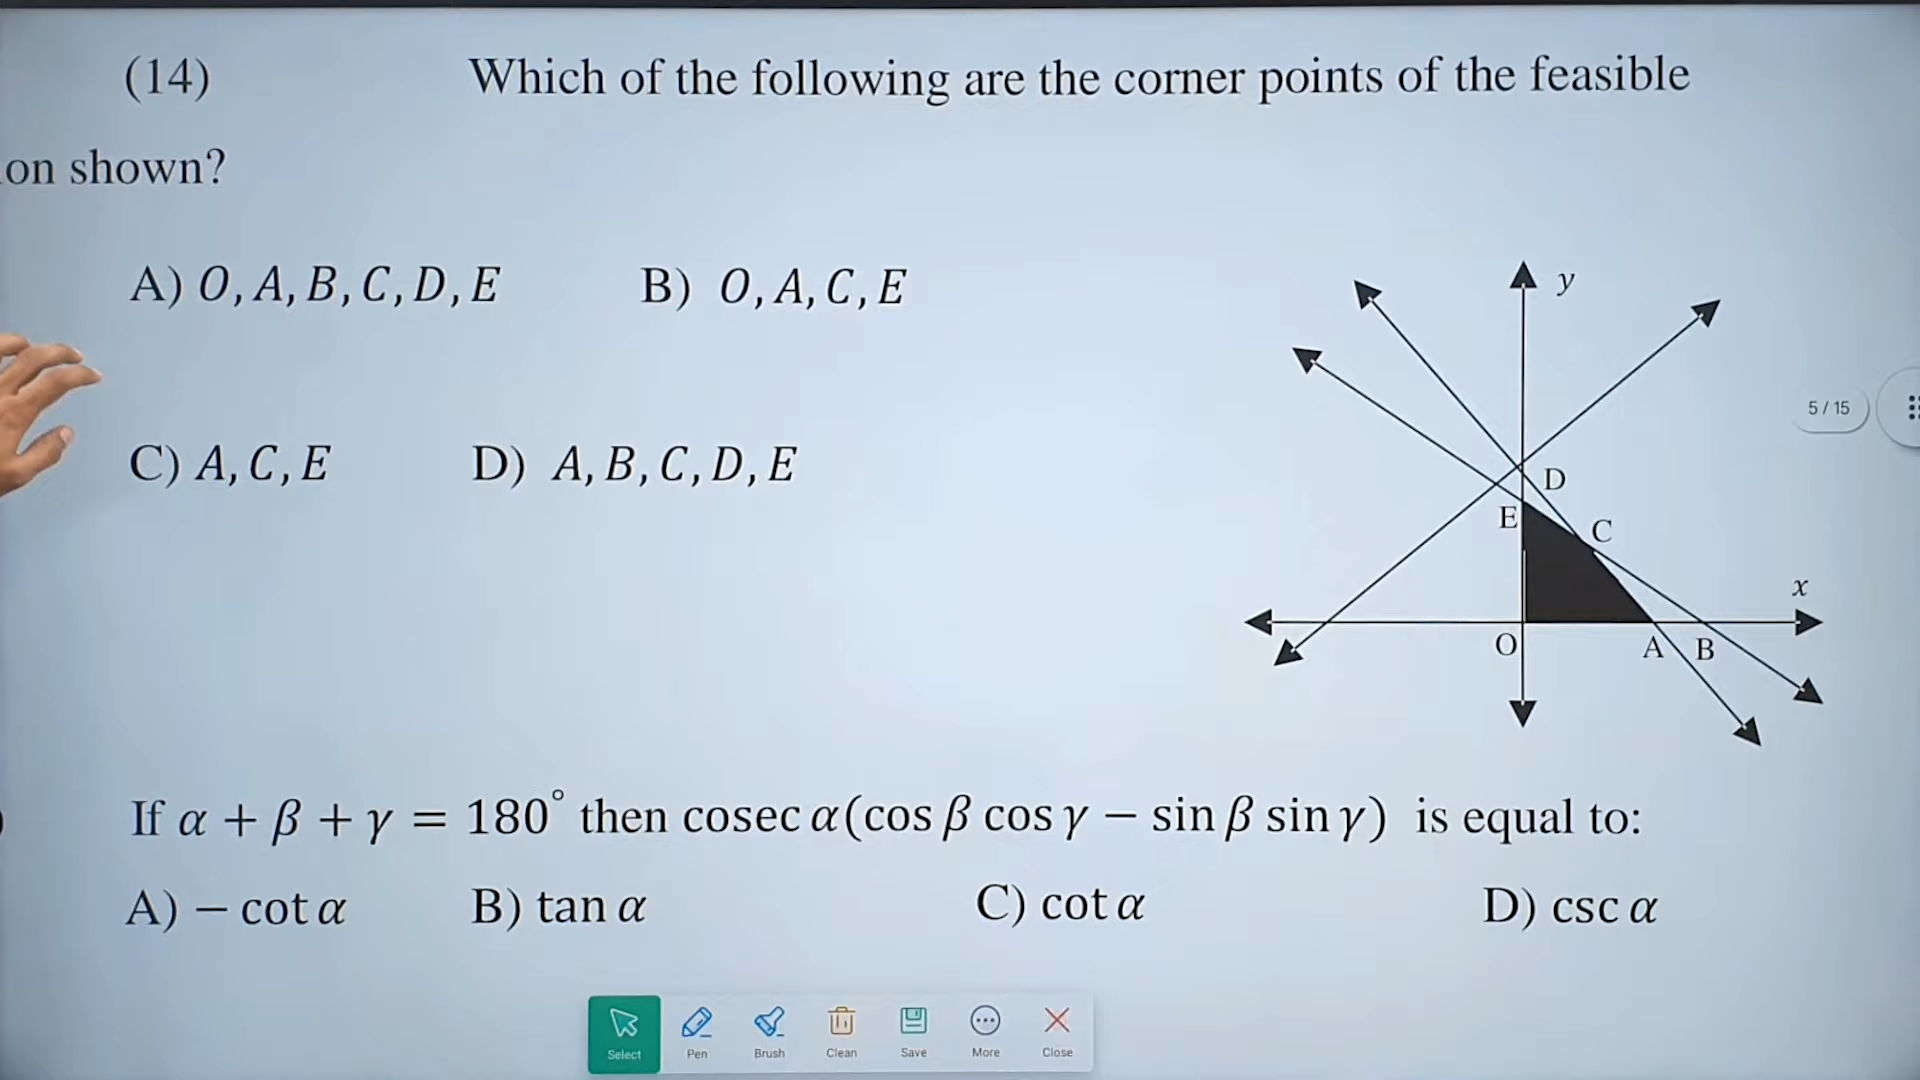 (14) Which of the following are the corner points of the feasible
on shown?
A) O, A, B, C, D, E B) O, A, C, E
C) A, C, E D) A, B, C, D, E
y
D
E
C
x
O
A
B
5 / 15
If α + β + γ = 180° then cosec α(cos β cos γ − sin β sin γ) is equal to:
A) − cot α B) tan α C) cot α D) csc α
Select Pen Brush Clean Save More Close